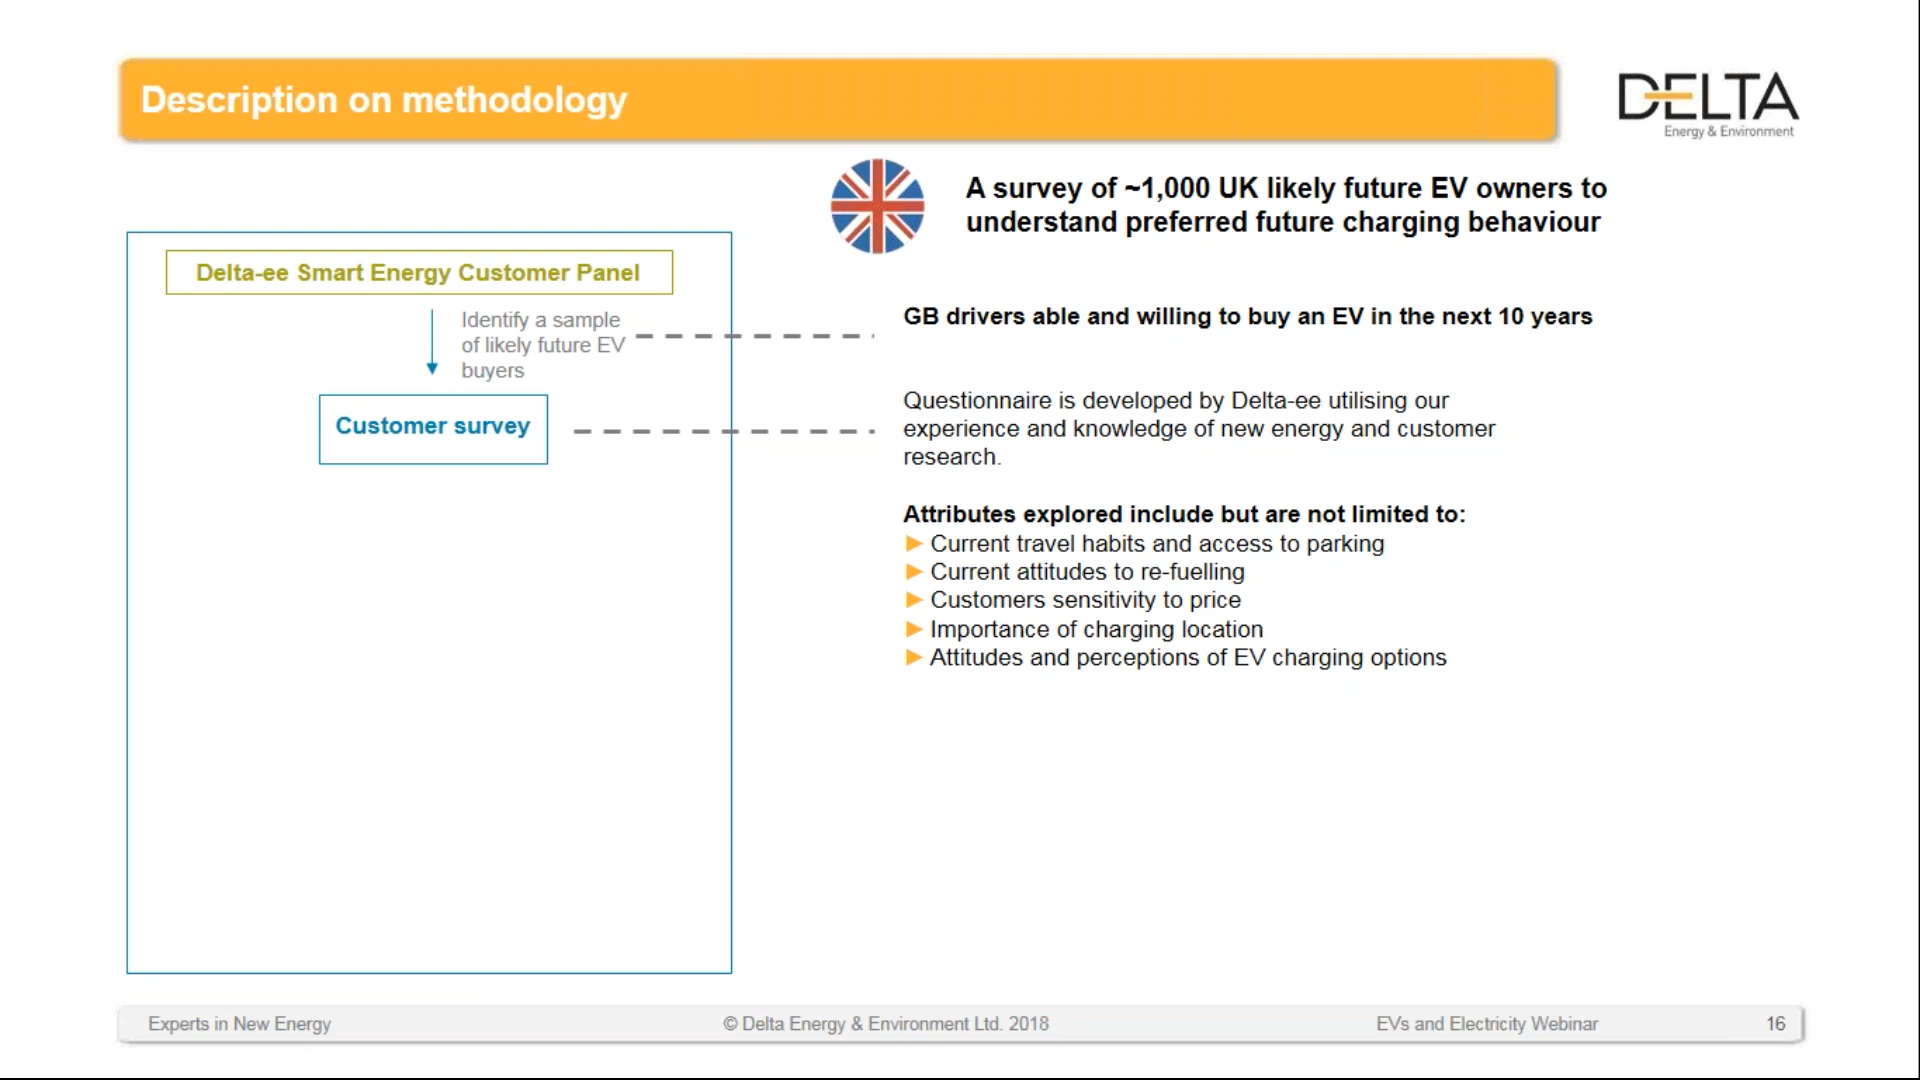 Description on methodology
DELTA
Energy & Environment
A survey of ~1,000 UK likely future EV owners to
understand preferred future charging behaviour
Delta-ee Smart Energy Customer Panel
Identify a sample
of likely future EV
buyers
GB drivers able and willing to buy an EV in the next 10 years
Customer survey
Questionnaire is developed by Delta-ee utilising our
experience and knowledge of new energy and customer
research.
Attributes explored include but are not limited to:
► Current travel habits and access to parking
► Current attitudes to re-fuelling
► Customers sensitivity to price
► Importance of charging location
► Attitudes and perceptions of EV charging options
Experts in New Energy
© Delta Energy & Environment Ltd. 2018
EVs and Electricity Webinar
16